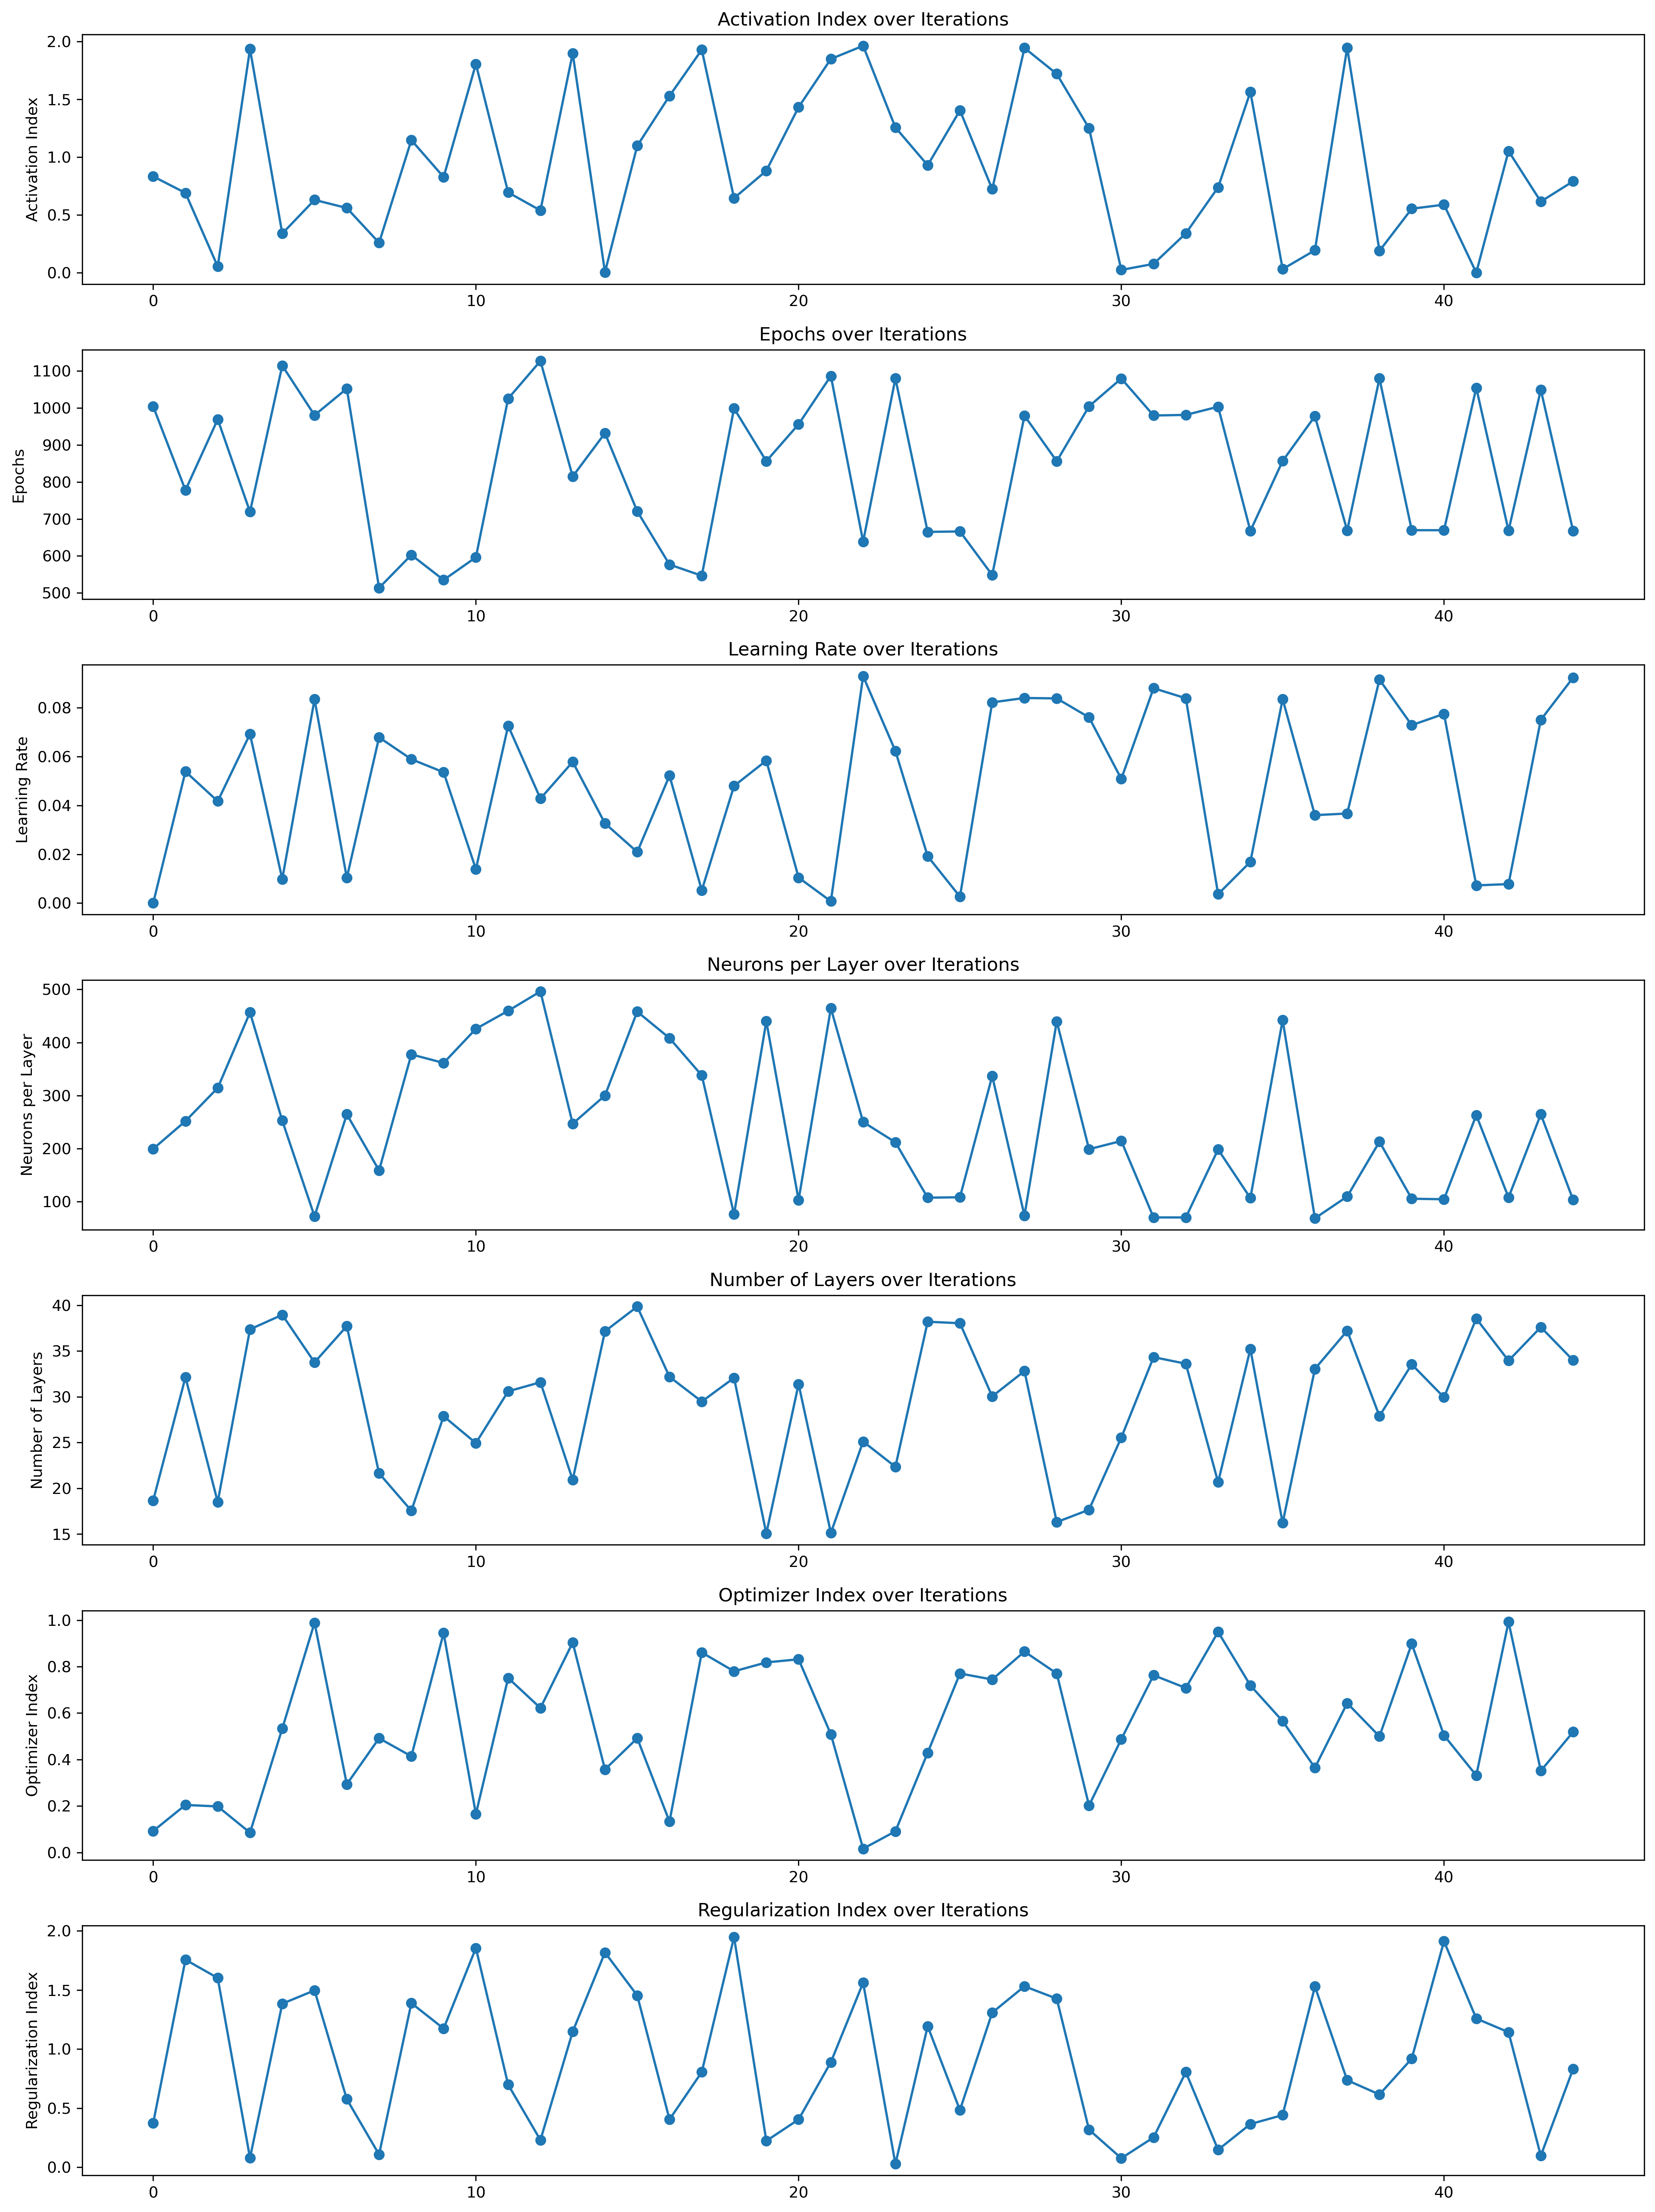 Activation Index over Iterations
Activation Index
2.0
1.5
1.0
0.5
0.0
0 10 20 30 40
Epochs over Iterations
Epochs
1100
1000
900
800
700
600
500
0 10 20 30 40
Learning Rate over Iterations
Learning Rate
0.08
0.06
0.04
0.02
0.00
0 10 20 30 40
Neurons per Layer over Iterations
Neurons per Layer
500
400
300
200
100
0 10 20 30 40
Number of Layers over Iterations
Number of Layers
40
35
30
25
20
15
0 10 20 30 40
Optimizer Index over Iterations
Optimizer Index
1.0
0.8
0.6
0.4
0.2
0.0
0 10 20 30 40
Regularization Index over Iterations
Regularization Index
2.0
1.5
1.0
0.5
0.0
0 10 20 30 40